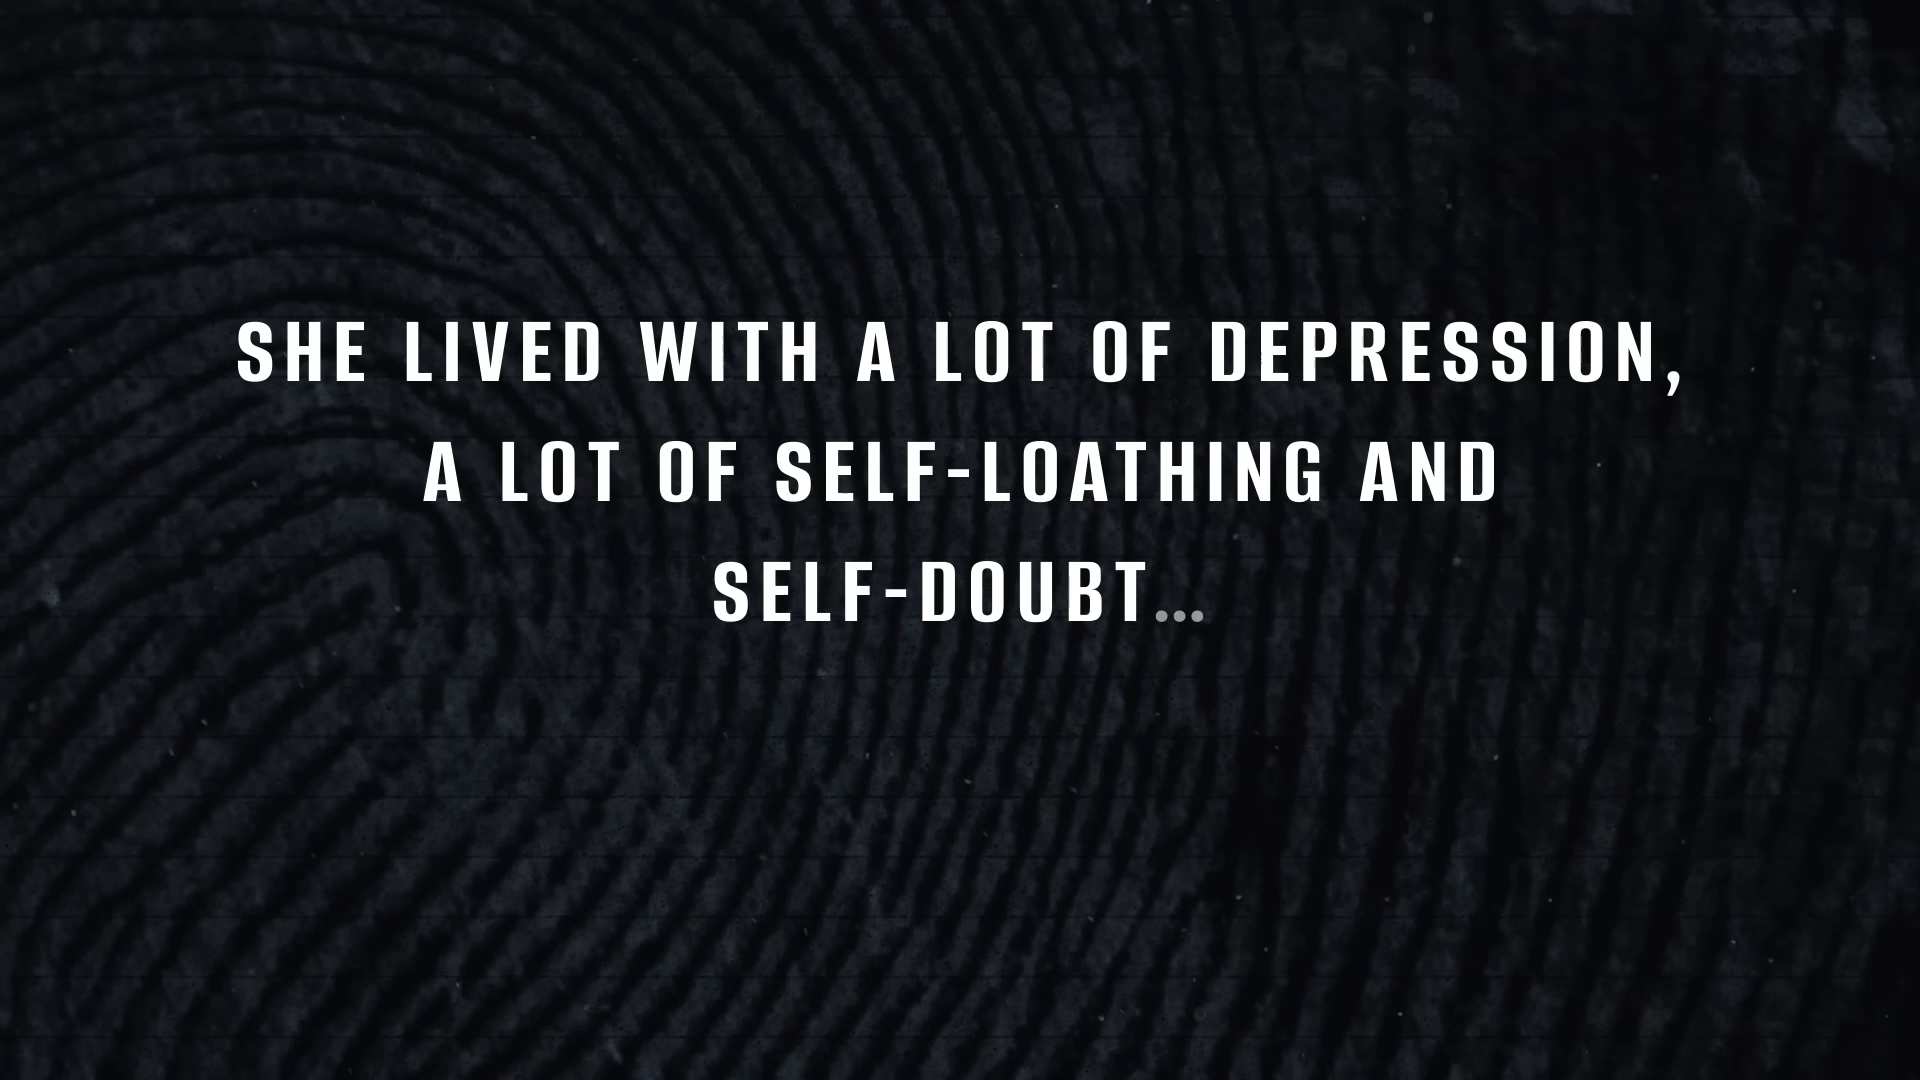 SHE LIVED WITH A LOT OF DEPRESSION,
A LOT OF SELF-LOATHING AND
SELF-DOUBT...